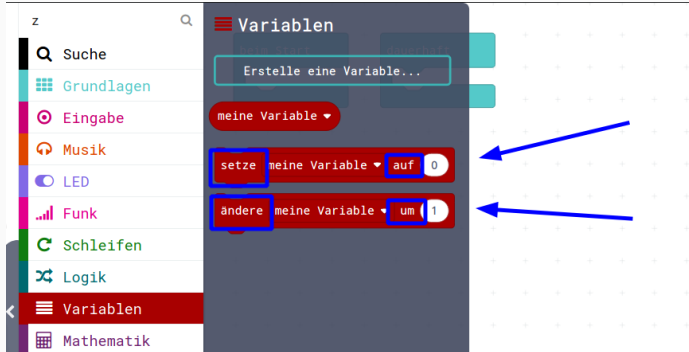 z
Suche
Grundlagen
Eingabe
Musik
LED
Funk
Schleifen
Logik
Variablen
Mathematik
Variablen
Erstelle eine Variable...
meine Variable
setze meine Variable auf 0
ändere meine Variable um 1